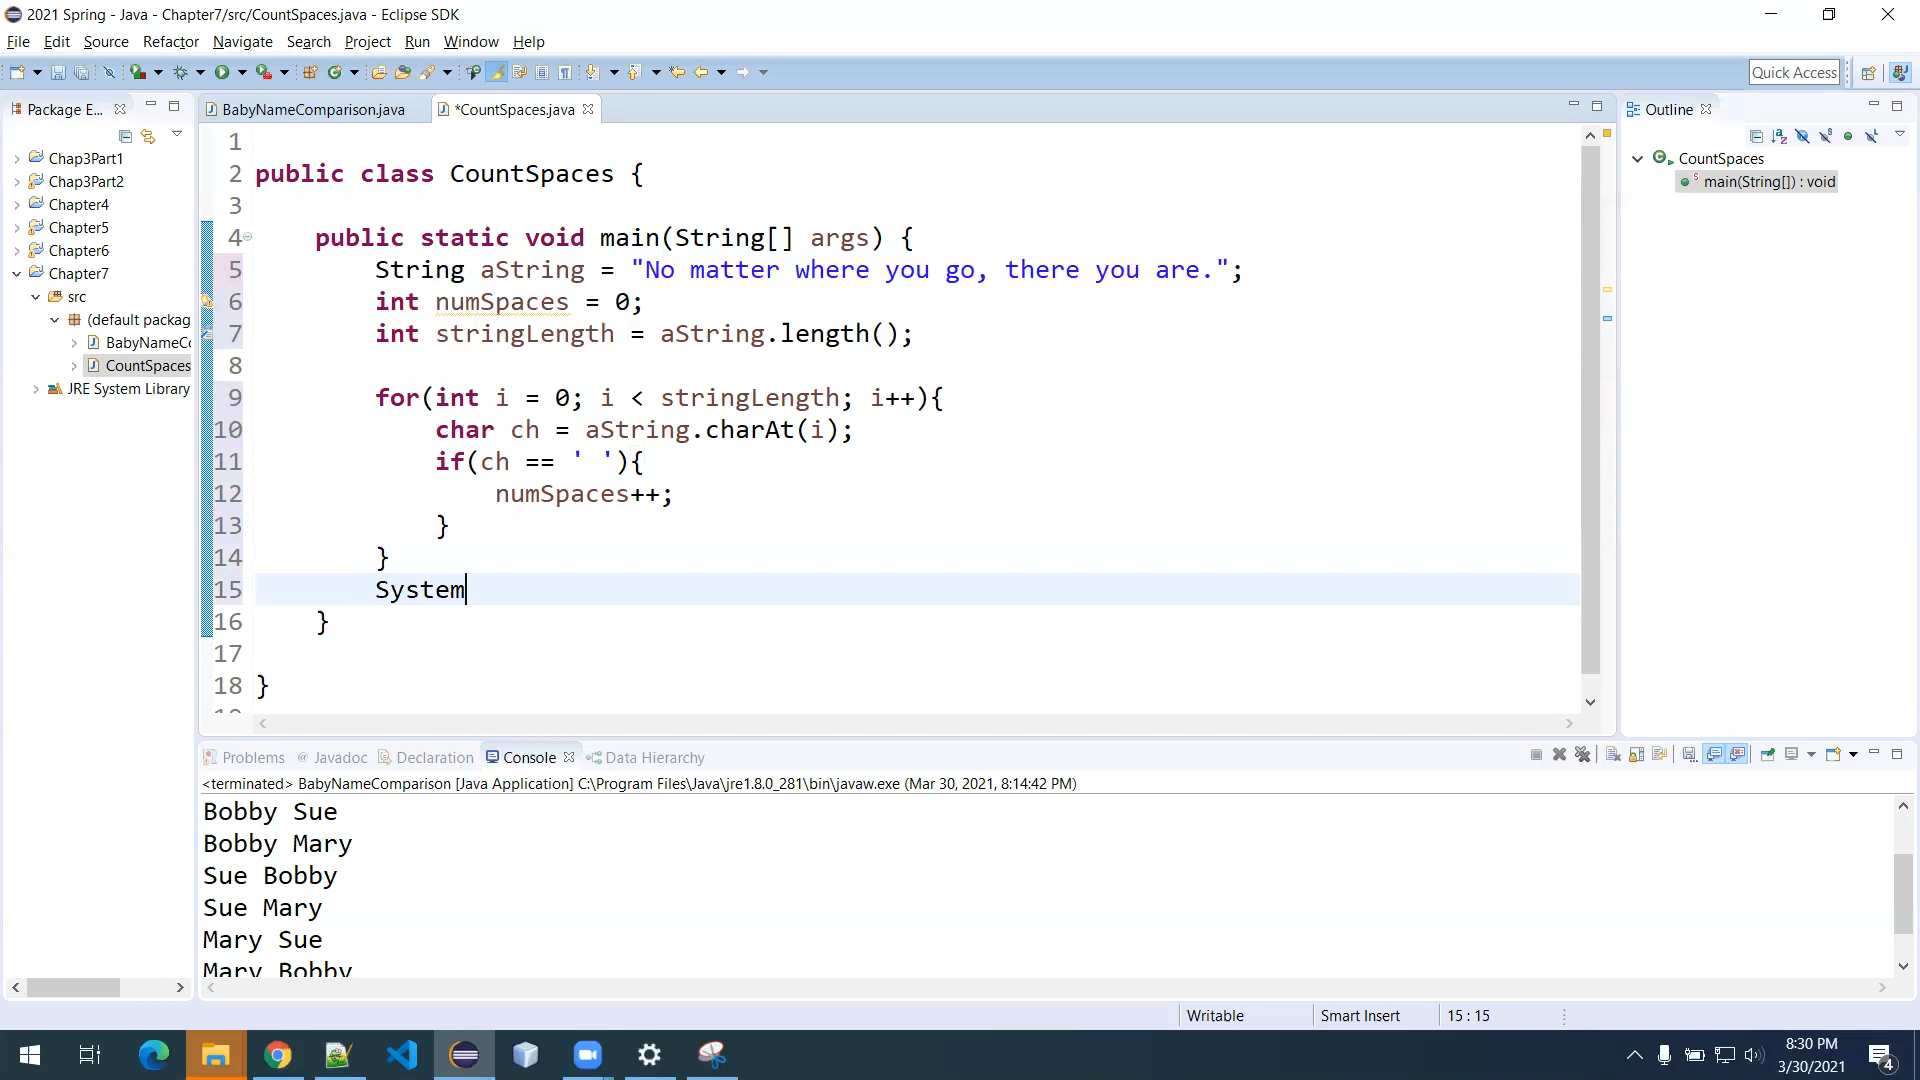 2021 Spring - Java - Chapter7/src/CountSpaces.java - Eclipse SDK
File Edit Source Refactor Navigate Search Project Run Window Help
Quick Access
Package E...
BabyNameComparison.java
*CountSpaces.java
Outline
Chap3Part1
Chap3Part2
Chapter4
Chapter5
Chapter6
Chapter7
src
(default packag
BabyNameCo
CountSpaces
JRE System Library
1
2 public class CountSpaces {
3
4 public static void main(String[] args) {
5 String aString = "No matter where you go, there you are.";
6 int numSpaces = 0;
7 int stringLength = aString.length();
8
9 for(int i = 0; i < stringLength; i++){
10 char ch = aString.charAt(i);
11 if(ch == ' '){
12 numSpaces++;
13 }
14 }
15 System
16 }
17
18 }
CountSpaces
main(String[]) : void
Problems @ Javadoc Declaration Console Data Hierarchy
<terminated> BabyNameComparison [Java Application] C:\Program Files\Java\jre1.8.0_281\bin\javaw.exe (Mar 30, 2021, 8:14:42 PM)
Bobby Sue
Bobby Mary
Sue Bobby
Sue Mary
Mary Sue
Mary Bobby
Writable Smart Insert 15 : 15
8:30 PM
3/30/2021
4